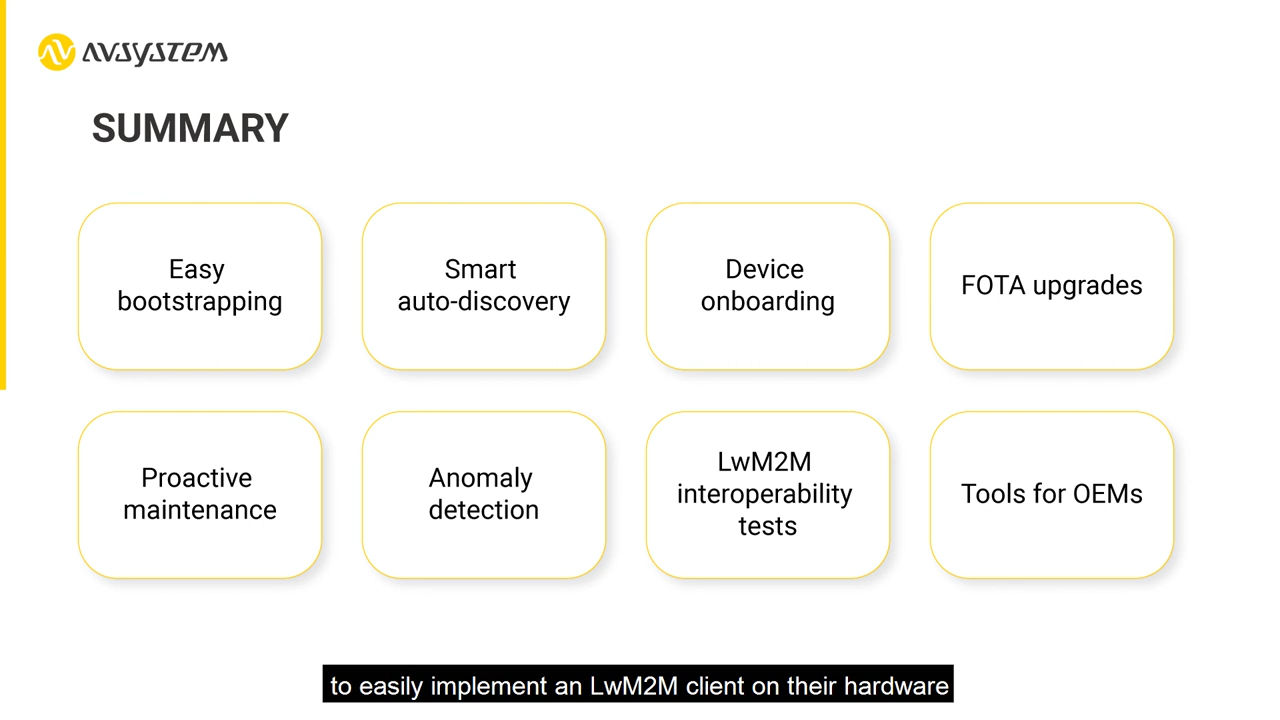 AVSYSTEM
SUMMARY
Easy
bootstrapping
Smart
auto-discovery
Device
onboarding
FOTA upgrades
Proactive
maintenance
Anomaly
detection
LwM2M
interoperability
tests
Tools for OEMs
to easily implement an LwM2M client on their hardware